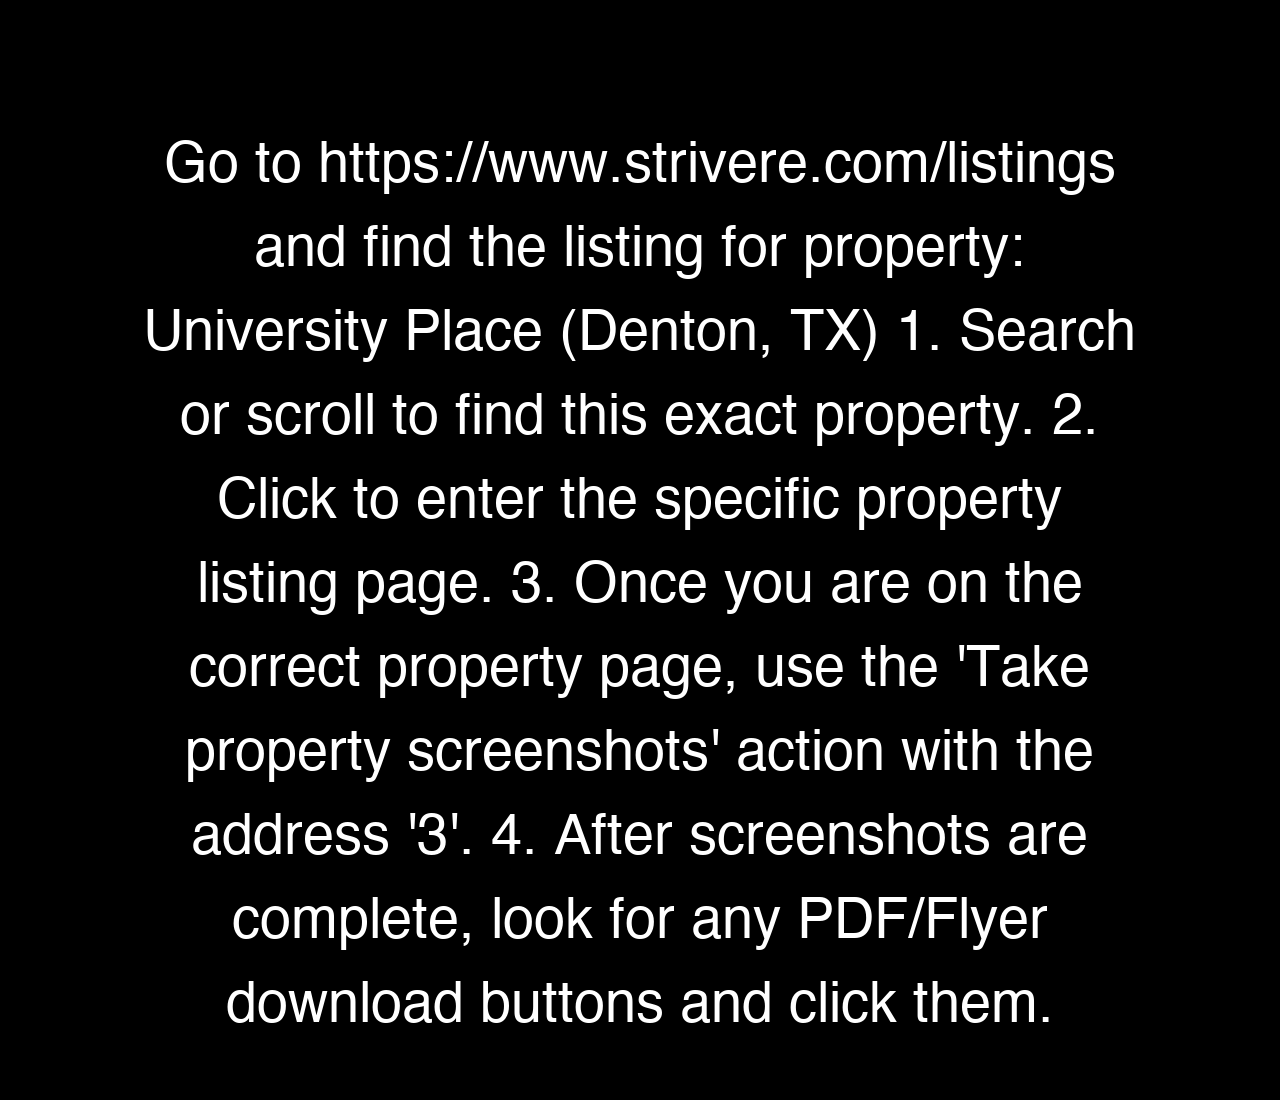 Go to https://www.strivere.com/listings
and find the listing for property:
University Place (Denton, TX) 1. Search
or scroll to find this exact property. 2.
Click to enter the specific property
listing page. 3. Once you are on the
correct property page, use the 'Take
property screenshots' action with the
address '3'. 4. After screenshots are
complete, look for any PDF/Flyer
download buttons and click them.